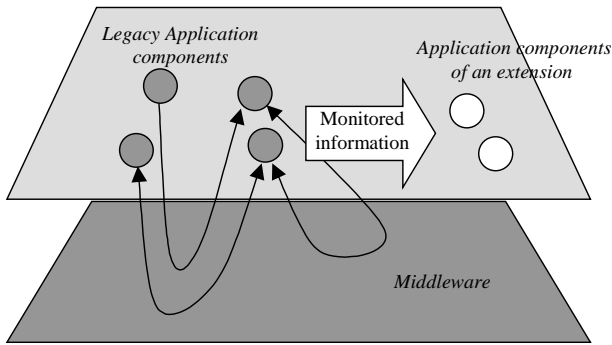 Legacy Application
components
Application components
of an extension
Monitored
information
Middleware